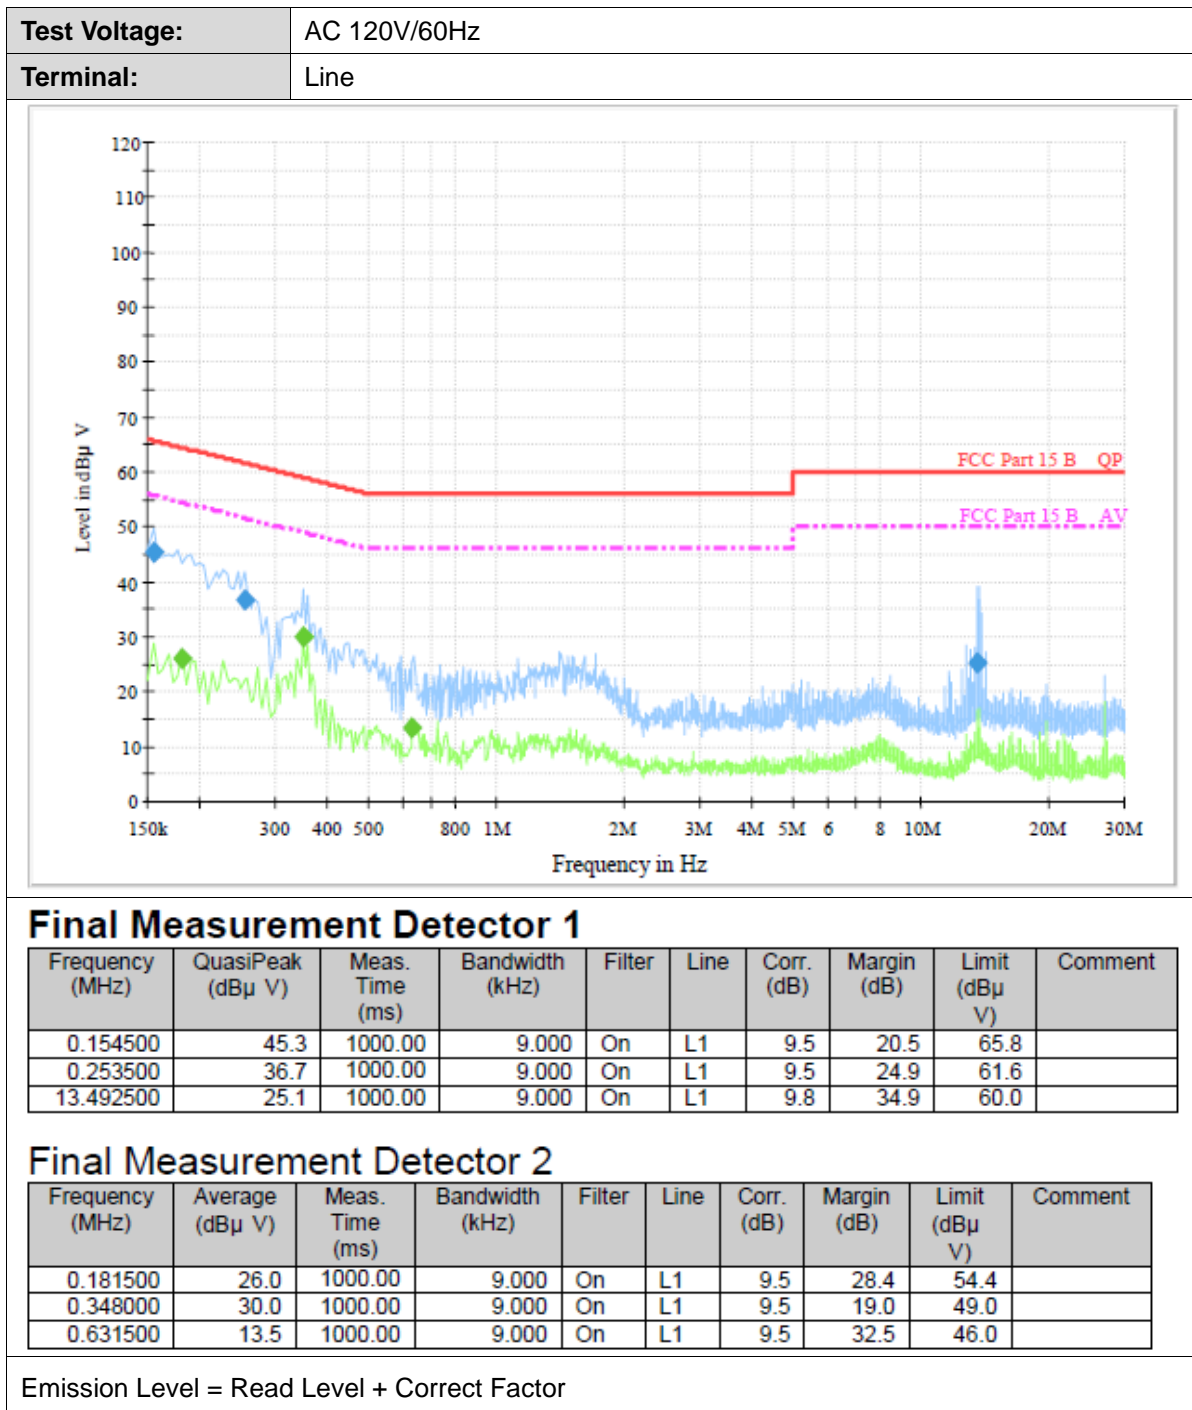 Test Voltage: AC 120V/60Hz
Terminal: Line
120
110
100
90
80
70
60
50
40
30
20
10
0
Level in dBµ V
FCC Part 15 B QP
FCC Part 15 B AV
150k 300 400 500 800 1M 2M 3M 4M 5M 6 8 10M 20M 30M
Frequency in Hz
Final Measurement Detector 1
Frequency (MHz) QuasiPeak (dBµ V) Meas. Time (ms) Bandwidth (kHz) Filter Line Corr. (dB) Margin (dB) Limit (dBµ V) Comment
0.154500 45.3 1000.00 9.000 On L1 9.5 20.5 65.8
0.253500 36.7 1000.00 9.000 On L1 9.5 24.9 61.6
13.492500 25.1 1000.00 9.000 On L1 9.8 34.9 60.0
Final Measurement Detector 2
Frequency (MHz) Average (dBµ V) Meas. Time (ms) Bandwidth (kHz) Filter Line Corr. (dB) Margin (dB) Limit (dBµ V) Comment
0.181500 26.0 1000.00 9.000 On L1 9.5 28.4 54.4
0.348000 30.0 1000.00 9.000 On L1 9.5 19.0 49.0
0.631500 13.5 1000.00 9.000 On L1 9.5 32.5 46.0
Emission Level = Read Level + Correct Factor